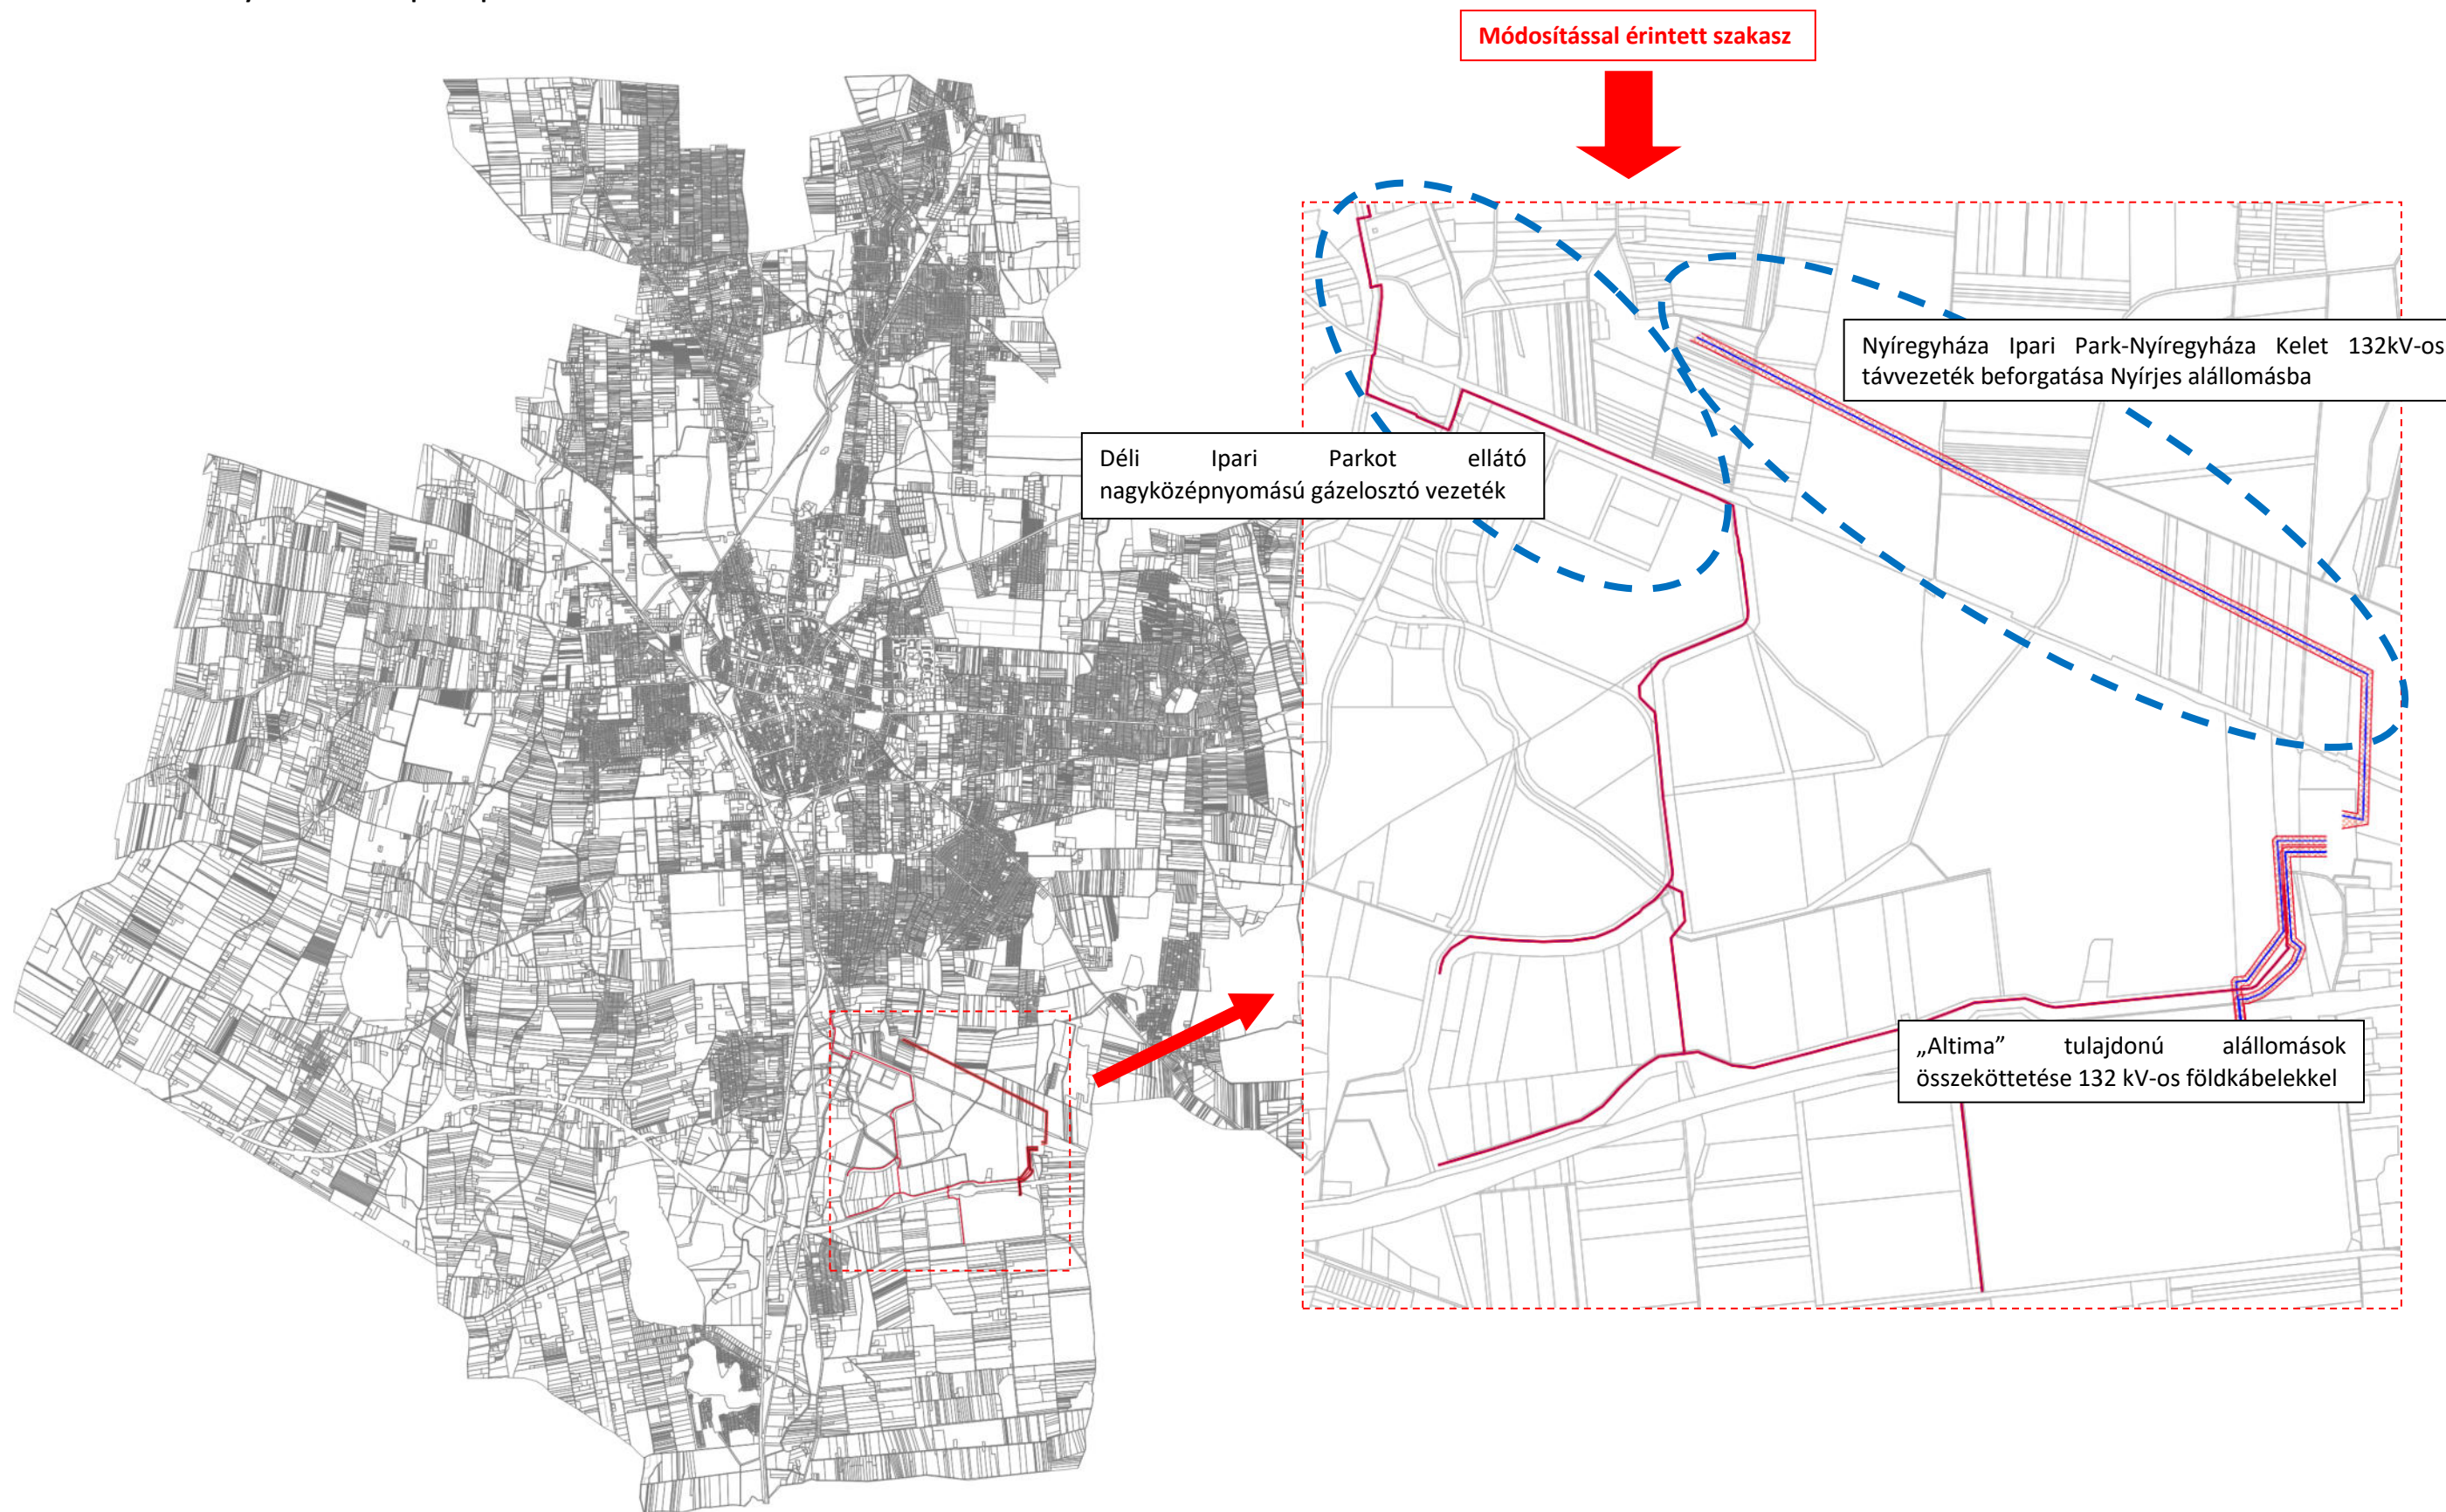 Módosítással érintett szakasz
Nyíregyháza Ipari Park-Nyíregyháza Kelet 132kV-os
távvezeték beforgatása Nyírjes alállomásba
Déli Ipari Parkot ellátó
nagyközépnyomású gázelosztó vezeték
„Altima” tulajdonú alállomások
összeköttetése 132 kV-os földkábelekkel